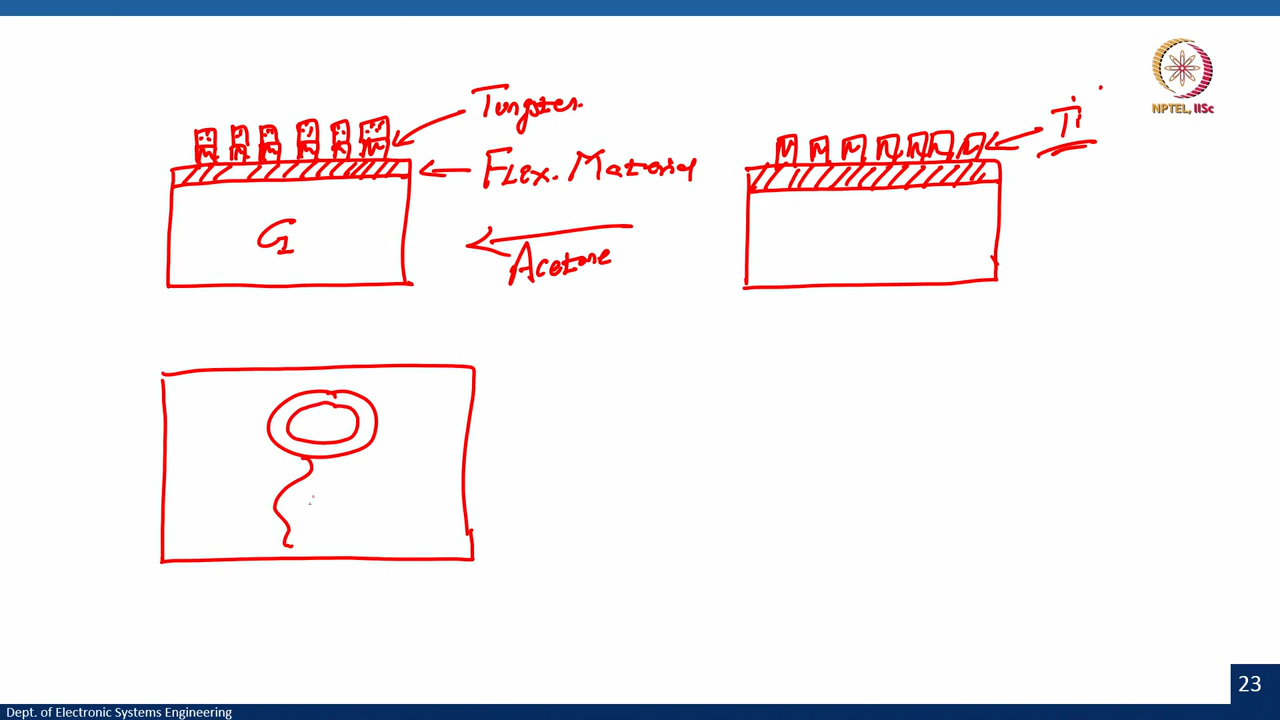 Tungsten.
Flex. Material
G
Acetone
Ti
NPTEL, IISc
23
Dept. of Electronic Systems Engineering